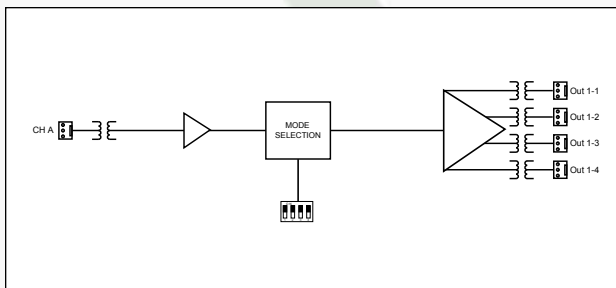 CH A
MODE
SELECTION
Out 1-1
Out 1-2
Out 1-3
Out 1-4